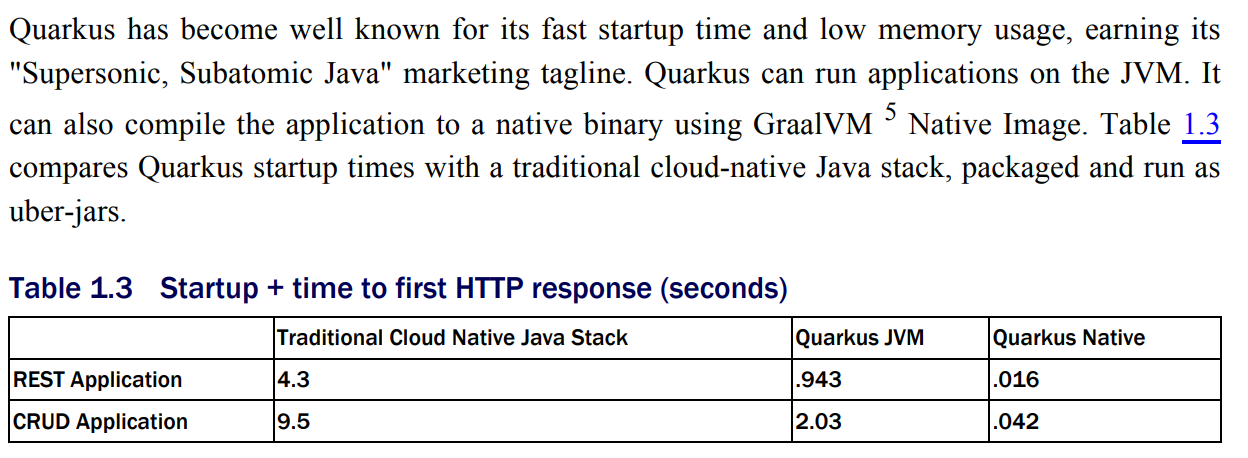 Quarkus has become well known for its fast startup time and low memory usage, earning its
"Supersonic, Subatomic Java" marketing tagline. Quarkus can run applications on the JVM. It
can also compile the application to a native binary using GraalVM 5 Native Image. Table 1.3
compares Quarkus startup times with a traditional cloud-native Java stack, packaged and run as
uber-jars.
Table 1.3 Startup + time to first HTTP response (seconds)
Traditional Cloud Native Java Stack Quarkus JVM Quarkus Native
REST Application 4.3 .943 .016
CRUD Application 9.5 2.03 .042